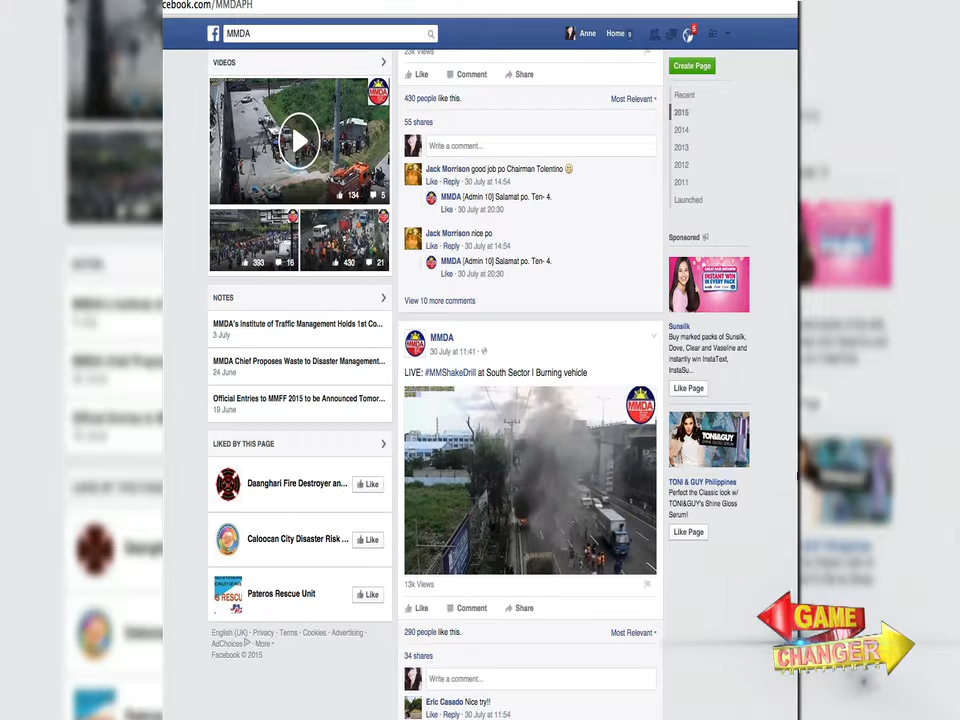 cebook.com/MMDAPH
MMDA
Anne
Home 9
5
VIDEOS
134 5
393 16
430 21
NOTES
MMDA's Institute of Traffic Management Holds 1st Co...
3 July
MMDA Chief Proposes Waste to Disaster Management...
24 June
Official Entries to MMFF 2015 to be Announced Tomor...
19 June
LIKED BY THIS PAGE
Daanghari Fire Destroyer an...
Like
Caloocan City Disaster Risk ...
Like
Pateros Rescue Unit
Like
English (UK) · Privacy · Terms · Cookies · Advertising ·
AdChoices · More
Facebook © 2015
23k Views
Like Comment Share
430 people like this.
Most Relevant
55 shares
Write a comment...
Jack Morrison good job po Chairman Tolentino
Like · Reply · 30 July at 14:54
MMDA [Admin 10] Salamat po. Ten- 4.
Like · 30 July at 20:30
Jack Morrison nice po
Like · Reply · 30 July at 14:54
MMDA [Admin 10] Salamat po. Ten- 4.
Like · 30 July at 20:30
View 10 more comments
MMDA
30 July at 11:41
LIVE: #MMShakeDrill at South Sector I Burning vehicle
MMDA
13k Views
Like Comment Share
290 people like this.
Most Relevant
34 shares
Write a comment...
Eric Casado Nice try!!
Like · Reply · 30 July at 11:54
Create Page
Recent
2015
2014
2013
2012
2011
Launched
Sponsored
INSTANT WIN
IN EVERY PACK
Sunsilk
Buy marked packs of Sunsilk,
Dove, Clear and Vaseline and
instantly win InstaText,
InstaSu...
Like Page
TONI&GUY
TONI & GUY Philippines
Perfect the Classic look w/
TONI&GUY's Shine Gloss
Serum!
Like Page
GAME
CHANGER
PHILIPPINES